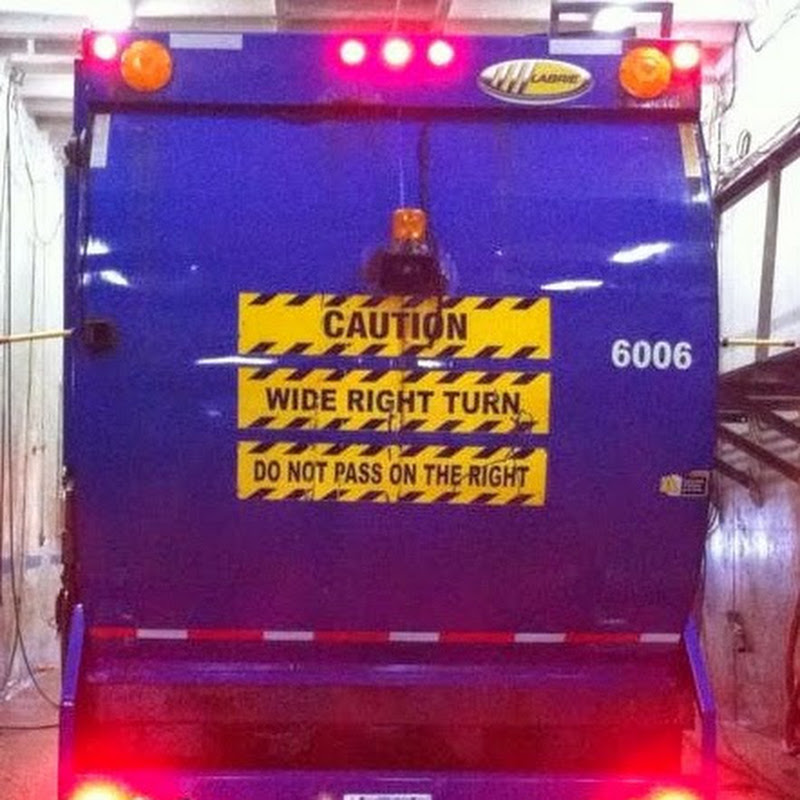 LABRIE
CAUTION
WIDE RIGHT TURN
6006
DO NOT PASS ON THE RIGHT